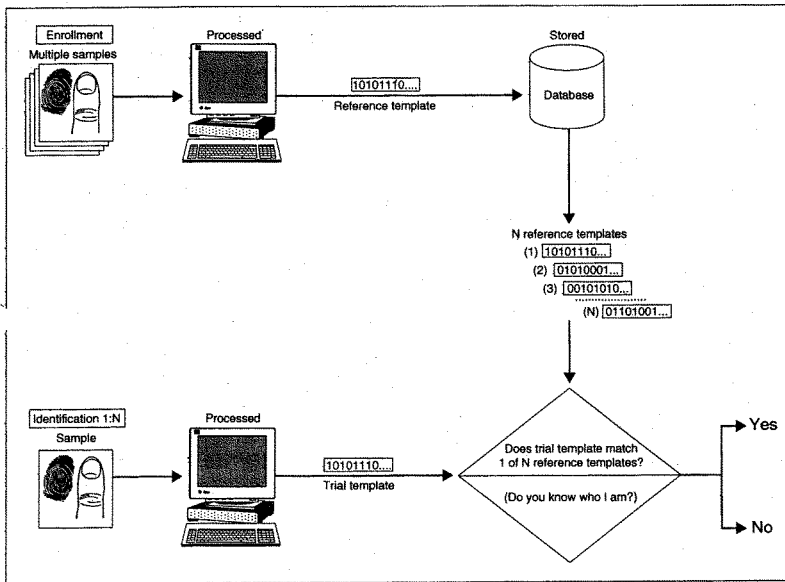 Enrollment
Multiple samples
Processed
10101110....
Reference template
Stored
Database
N reference templates
(1) 10101110...
(2) 01010001...
(3) 00101010...
(N) 01101001...
Identification 1:N
Sample
Processed
10101110....
Trial template
Does trial template match
1 of N reference templates?
(Do you know who I am?)
Yes
No